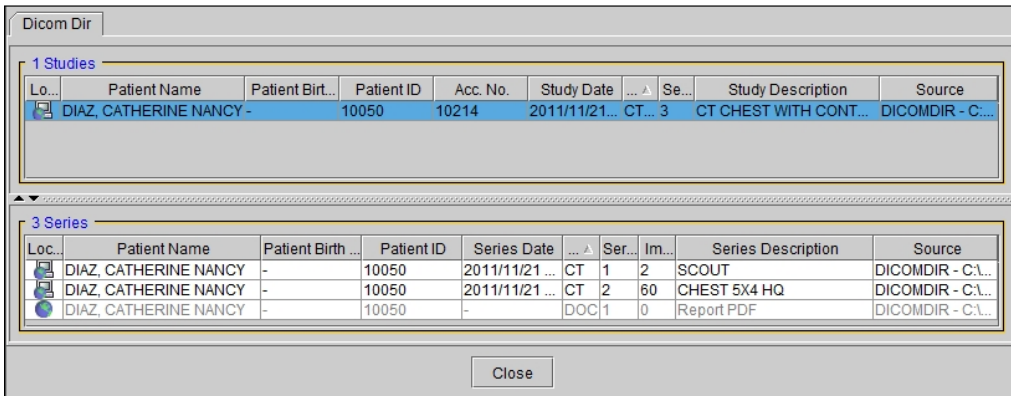 Dicom Dir
1 Studies
Lo... Patient Name Patient Birt... Patient ID Acc. No. Study Date ... Se... Study Description Source
DIAZ, CATHERINE NANCY - 10050 10214 2011/11/21... CT... 3 CT CHEST WITH CONT... DICOMDIR - C:...
3 Series
Loc... Patient Name Patient Birth ... Patient ID Series Date ... Ser... Im... Series Description Source
DIAZ, CATHERINE NANCY - 10050 2011/11/21 ... CT 1 2 SCOUT DICOMDIR - C:\...
DIAZ, CATHERINE NANCY - 10050 2011/11/21 ... CT 2 60 CHEST 5X4 HQ DICOMDIR - C:\...
DIAZ, CATHERINE NANCY - 10050 - DOC 1 0 Report PDF DICOMDIR - C:\...
Close